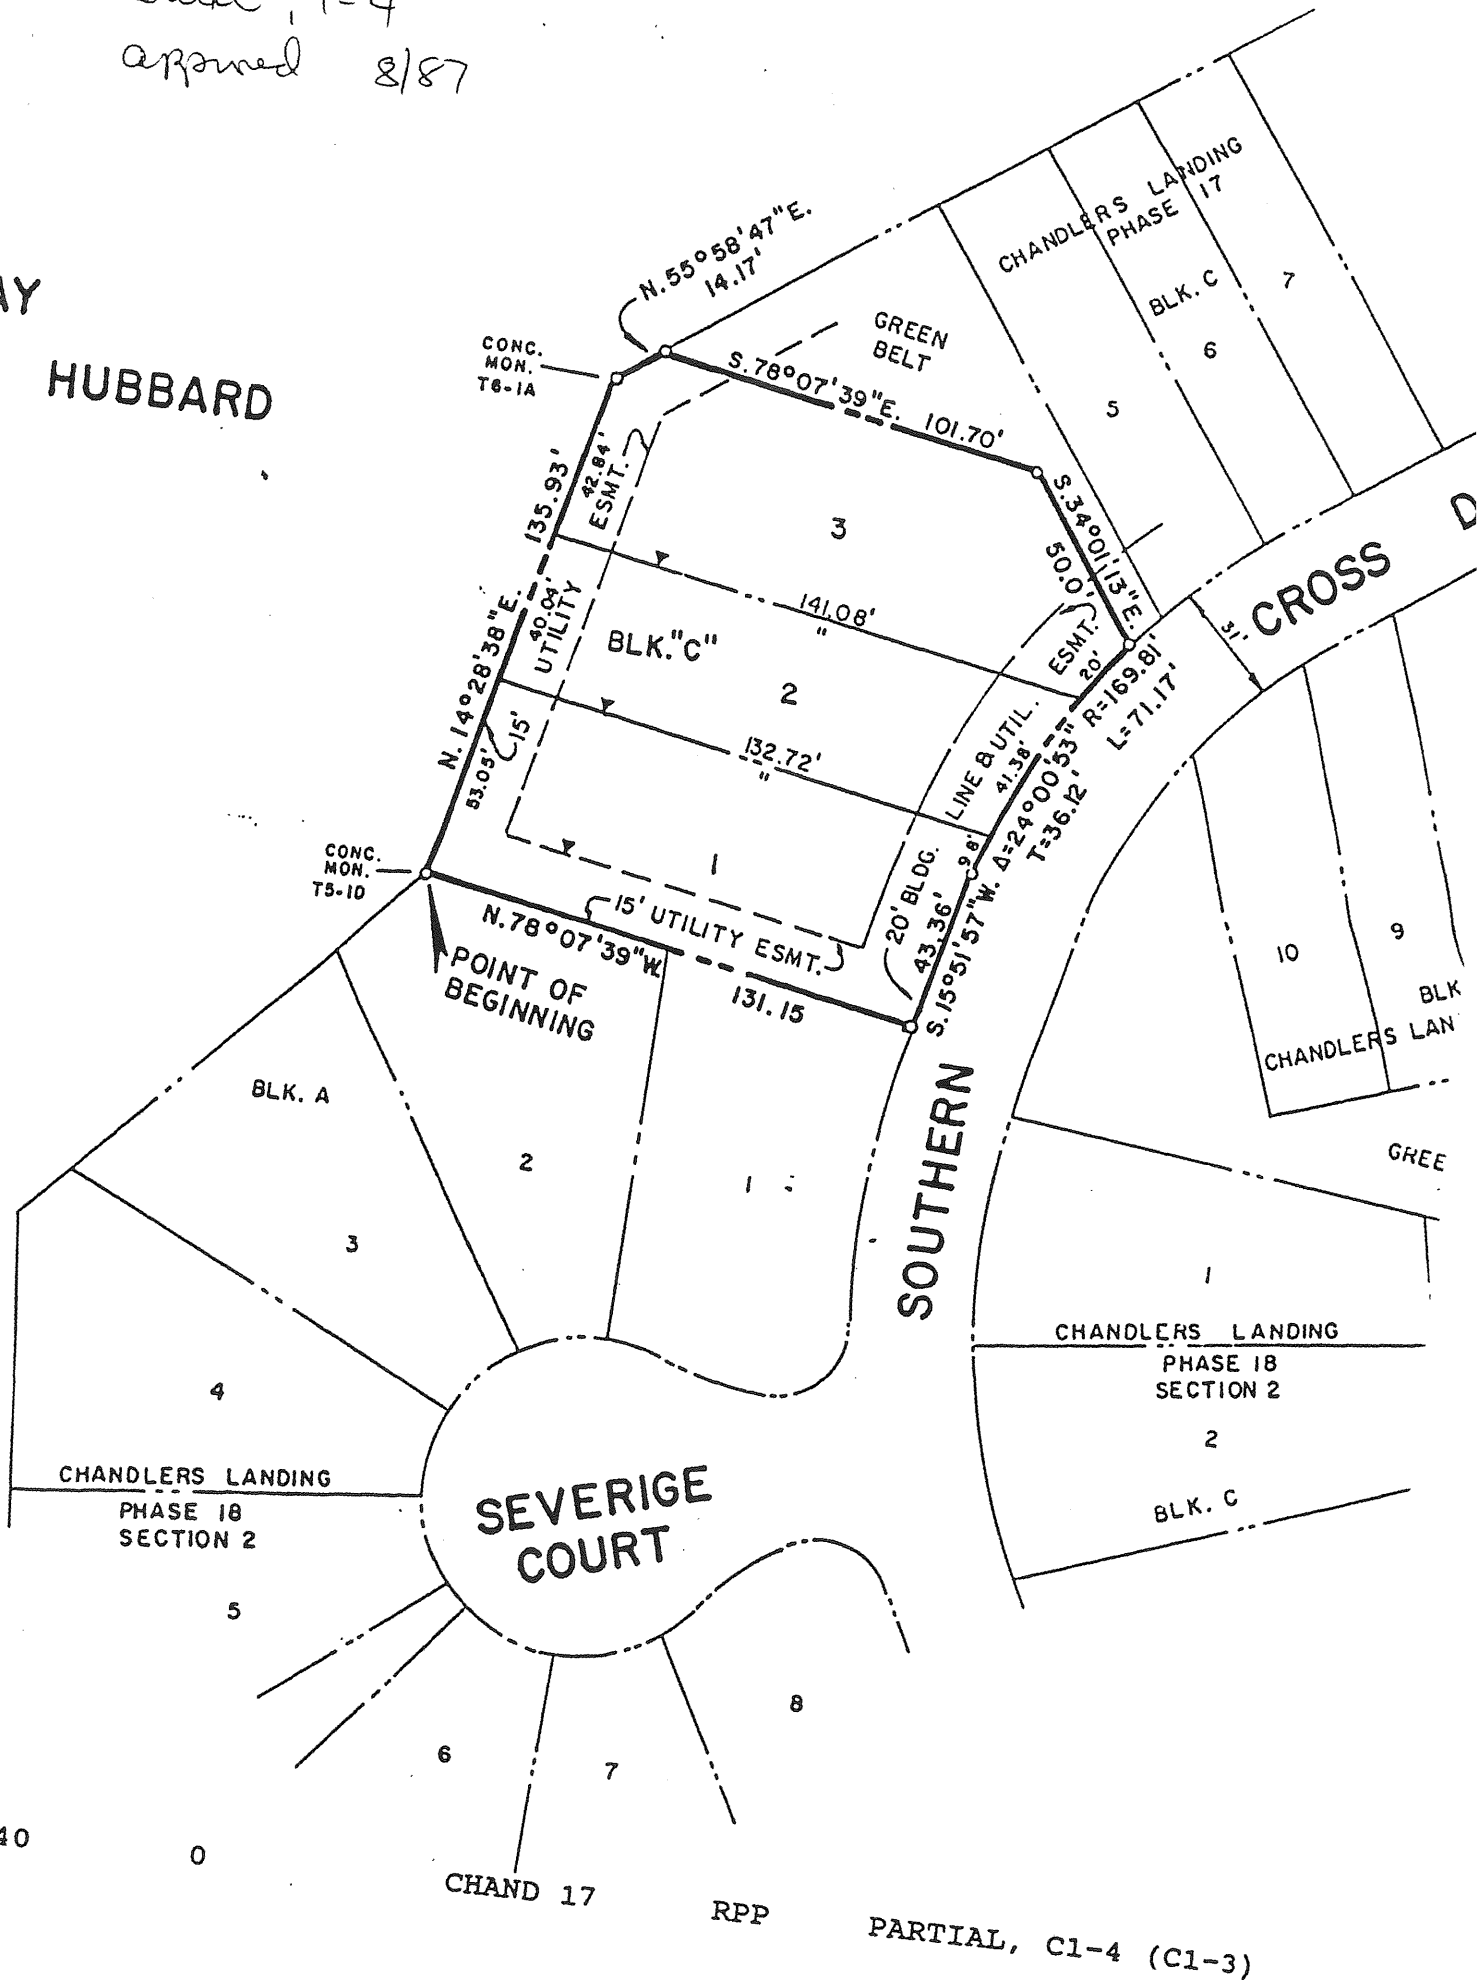 , 1-4
approved 8/87
AY
HUBBARD
N. 55°58'47"E.
14.17'
CONC.
MON.
T6-1A
GREEN
BELT
S. 78°07'39"E. 101.70'
CHANDLERS LANDING
PHASE 17
BLK. C
7
6
5
S. 34°01'13"E.
50.0'
N. 14°28'38"E. 135.93'
42.84'
40.04'
53.05'
UTILITY ESMT.
15'
3
141.08'
"
BLK. "C"
2
132.72'
"
1
20' BLDG. LINE & UTIL. ESMT.
20'
41.38'
9.8'
43.36'
S. 15°51'57"W. Δ=24°00'53" R=169.81'
T=36.12' L=71.17'
31'
CROSS D
CONC.
MON.
T5-1D
15' UTILITY ESMT.
N. 78°07'39"W. 131.15
POINT OF
BEGINNING
10
9
BLK
CHANDLERS LAN
GREE
BLK. A
2
1
3
4
SOUTHERN
1
CHANDLERS LANDING
PHASE 18
SECTION 2
2
BLK. C
CHANDLERS LANDING
PHASE 18
SECTION 2
SEVERIGE
COURT
5
6
7
8
40
0
CHAND 17 RPP PARTIAL, C1-4 (C1-3)